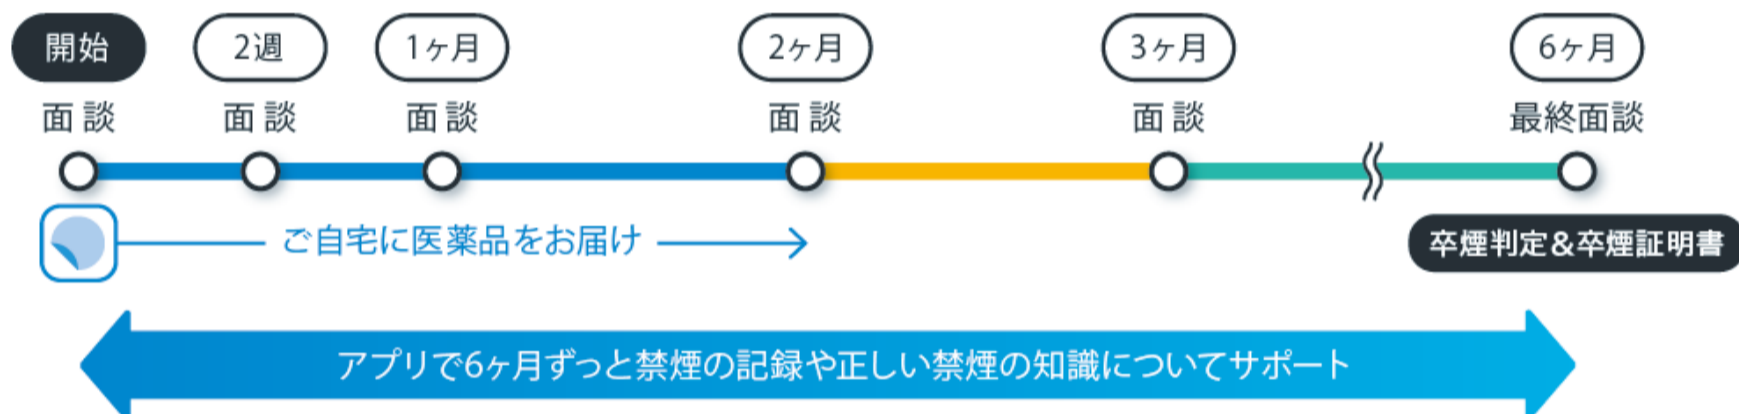 開始 2週 1ヶ月 2ヶ月 3ヶ月 6ヶ月
面談 面談 面談 面談 面談 最終面談
ご自宅に医薬品をお届け
卒煙判定&卒煙証明書
アプリで6ヶ月ずっと禁煙の記録や正しい禁煙の知識についてサポート